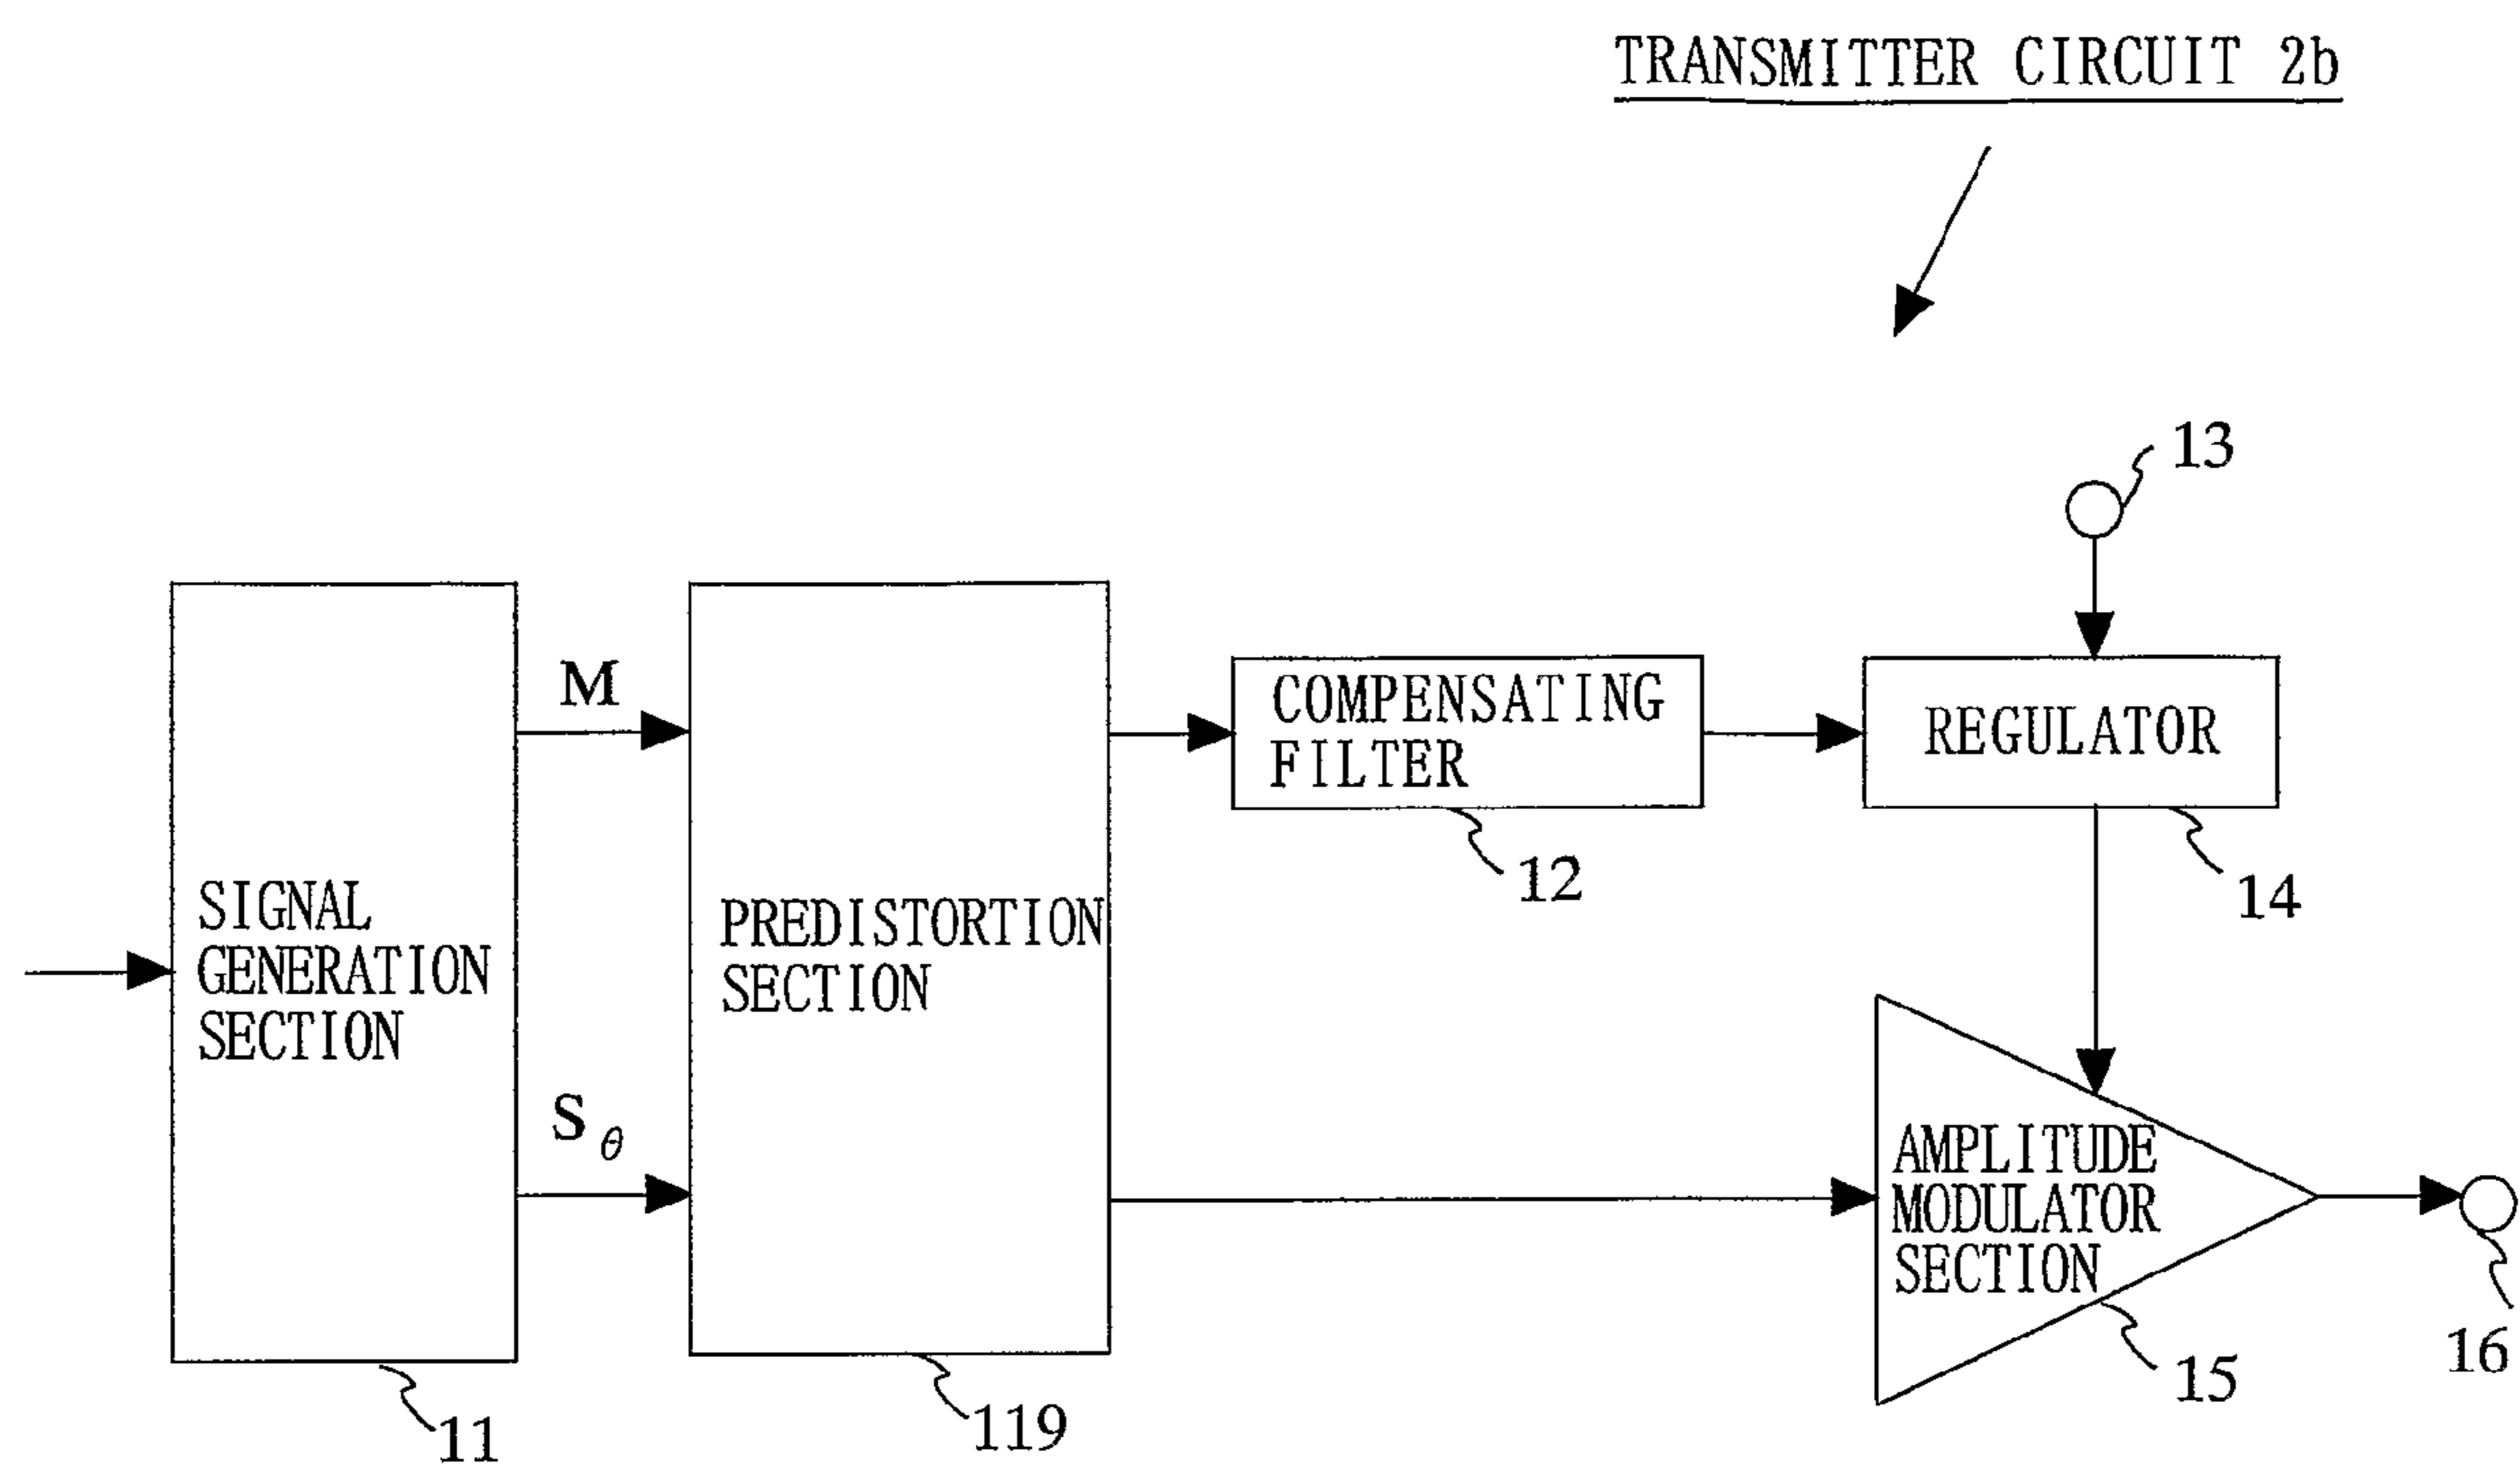 TRANSMITTER CIRCUIT 2b
13
M
COMPENSATING
FILTER
REGULATOR
12
14
SIGNAL
GENERATION
SECTION
PREDISTORTION
SECTION
Sθ
AMPLITUDE
MODULATOR
SECTION
11
119
15
16